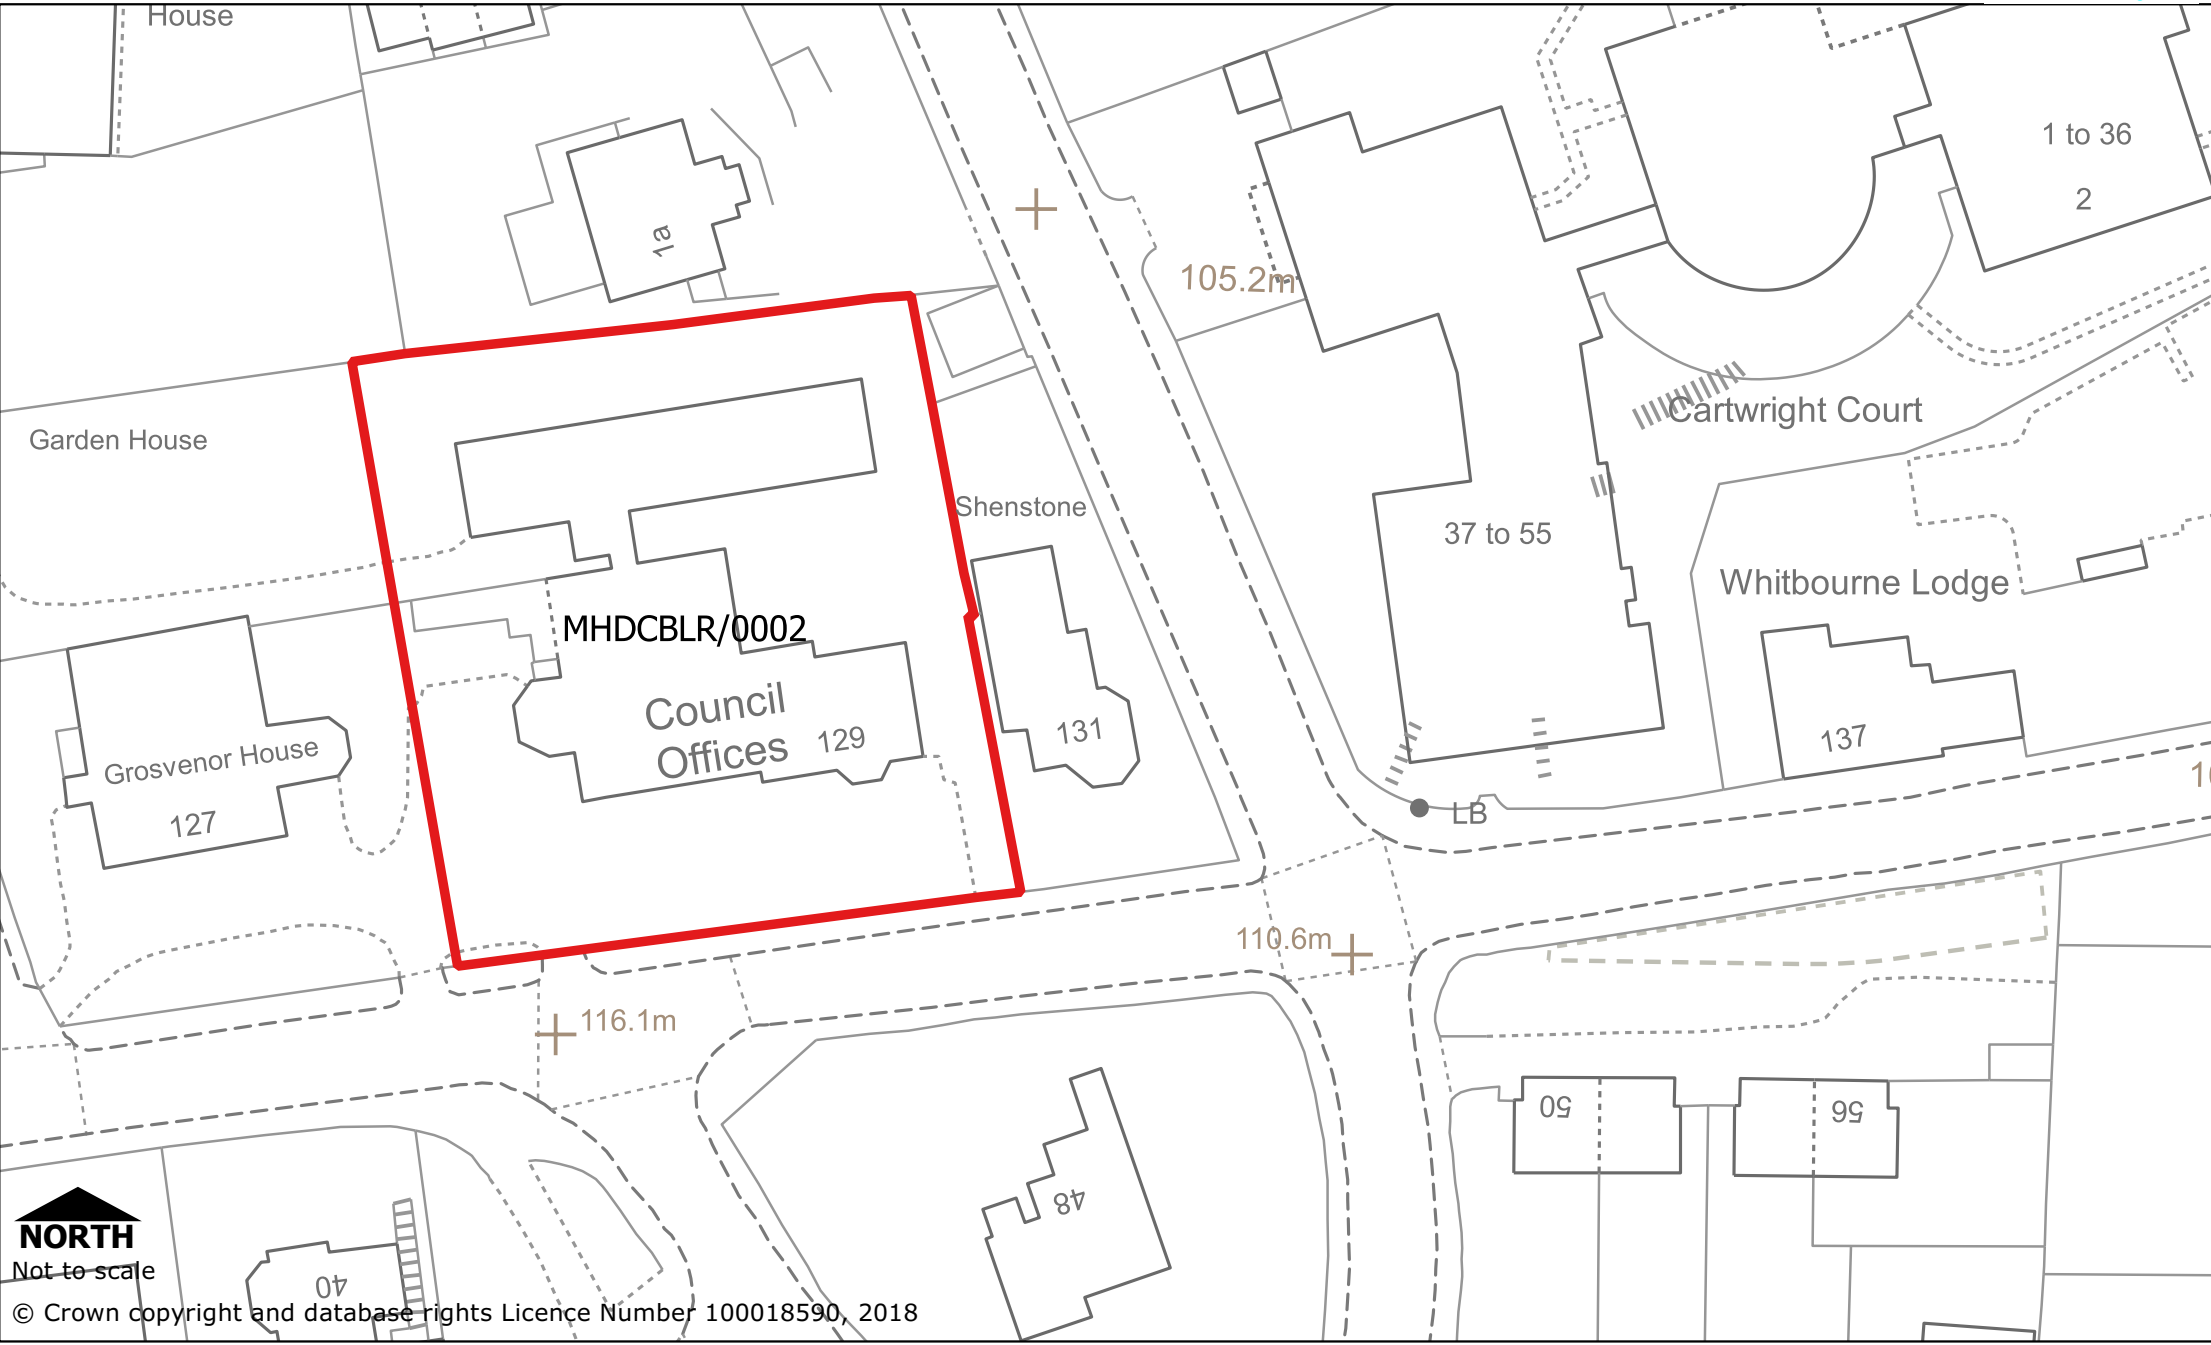 House
1 to 36
2
1a
105.2m
Cartwright Court
Garden House
Shenstone
37 to 55
Whitbourne Lodge
MHDCBLR/0002
Council
Offices
129
131
137
Grosvenor House
127
LB
110.6m
116.1m
50
56
48
40
NORTH
Not to scale
© Crown copyright and database rights Licence Number 100018590, 2018